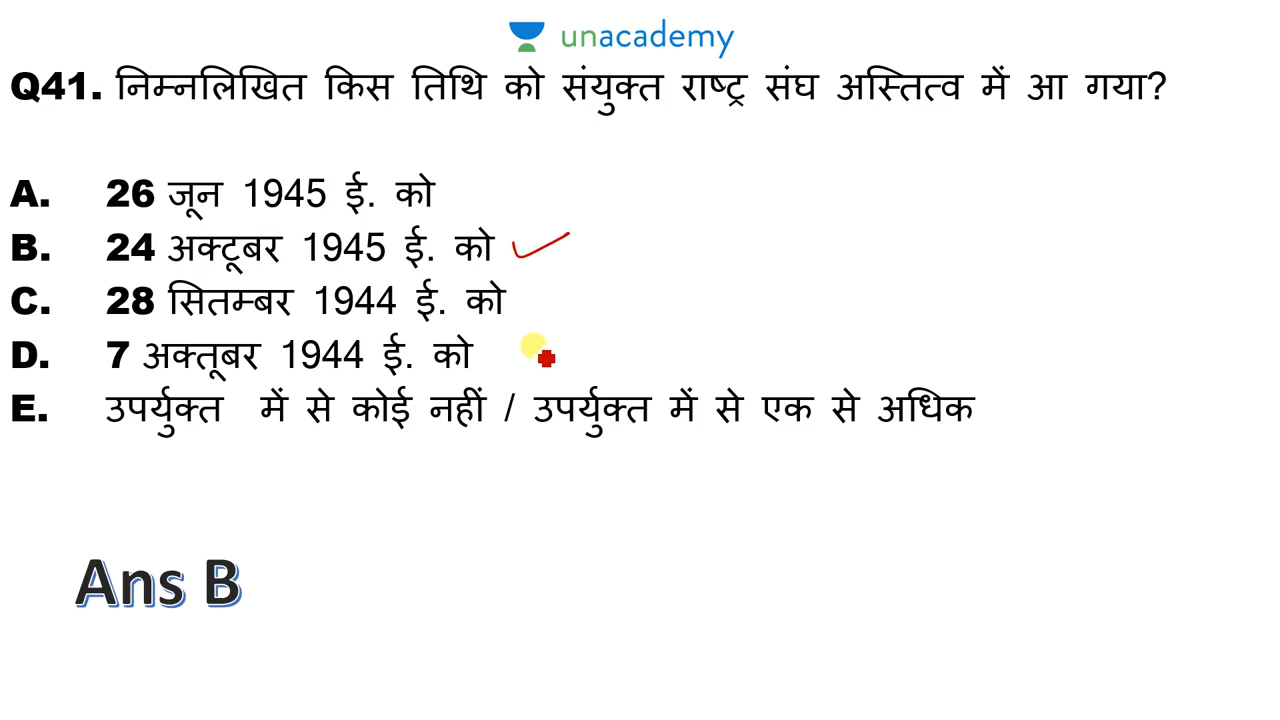 unacademy
Q41. निम्नलिखित किस तिथि को संयुक्त राष्ट्र संघ अस्तित्व में आ गया?
A. 26 जून 1945 ई. को
B. 24 अक्टूबर 1945 ई. को
C. 28 सितम्बर 1944 ई. को
D. 7 अक्तूबर 1944 ई. को
E. उपर्युक्त में से कोई नहीं / उपर्युक्त में से एक से अधिक
Ans B